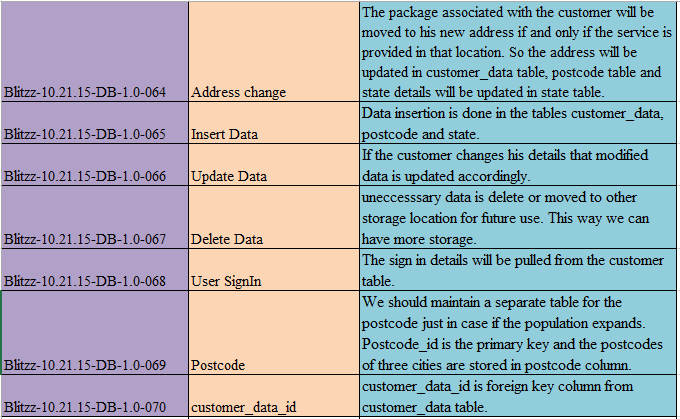 The package associated with the customer will be
moved to his new address if and only if the service is
provided in that location. So the address will be
updated in customer_data table, postcode table and
Blitzz-10.21.15-DB-1.0-064 Address change state details will be updated in state table.
Data insertion is done in the tables customer_data,
Blitzz-10.21.15-DB-1.0-065 Insert Data postcode and state.
If the customer changes his details that modified
Blitzz-10.21.15-DB-1.0-066 Update Data data is updated accordingly.
uneccesssary data is delete or moved to other
storage location for future use. This way we can
Blitzz-10.21.15-DB-1.0-067 Delete Data have more storage.
The sign in details will be pulled from the customer
Blitzz-10.21.15-DB-1.0-068 User SignIn table.
We should maintain a separate table for the
postcode just in case if the population expands.
Postcode_id is the primary key and the postcodes
Blitzz-10.21.15-DB-1.0-069 Postcode of three cities are stored in postcode column.
customer_data_id is foreign key column from
Blitzz-10.21.15-DB-1.0-070 customer_data_id customer_data table.